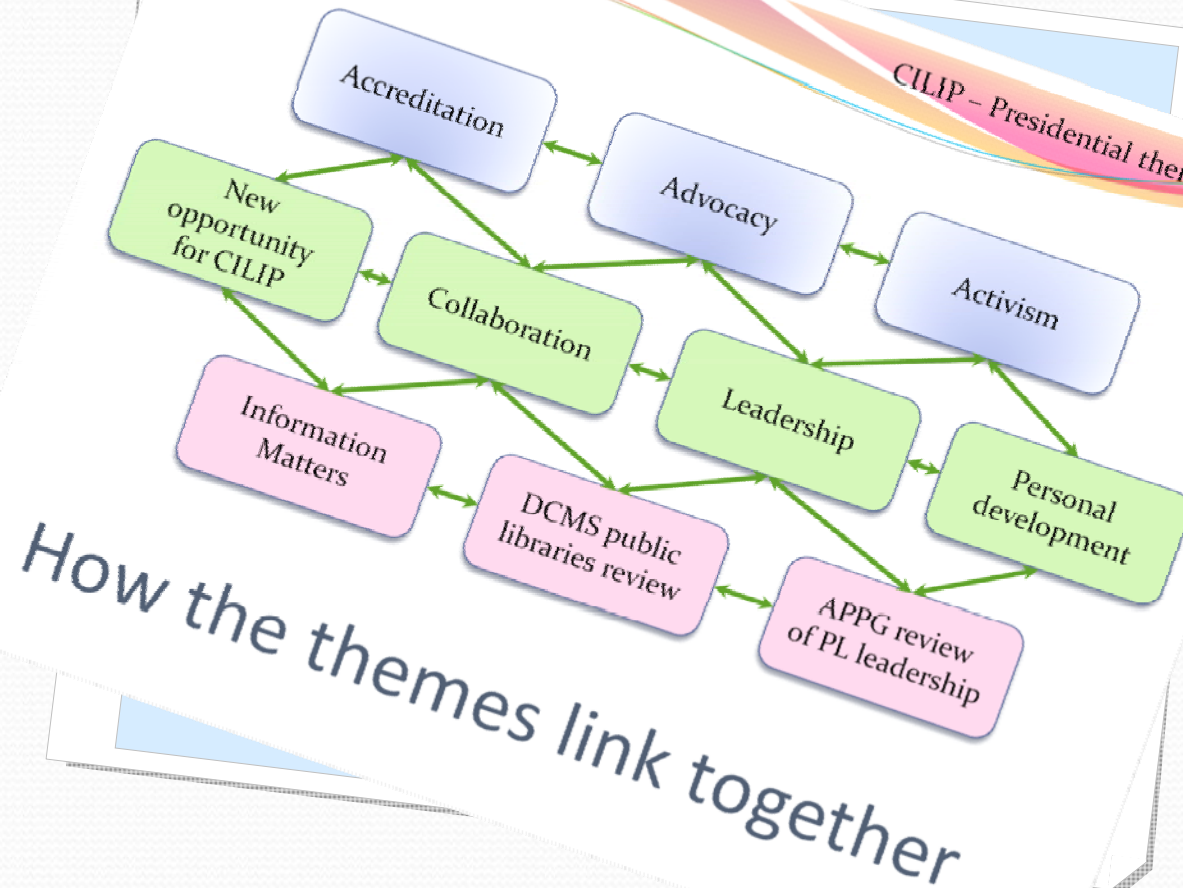 CILIP – Presidential
Accreditation
Advocacy
Activism
New
opportunity
for CILIP
Collaboration
Leadership
Personal
development
Information
Matters
DCMS public
libraries review
APPG review
of PL leadership
How the themes link together